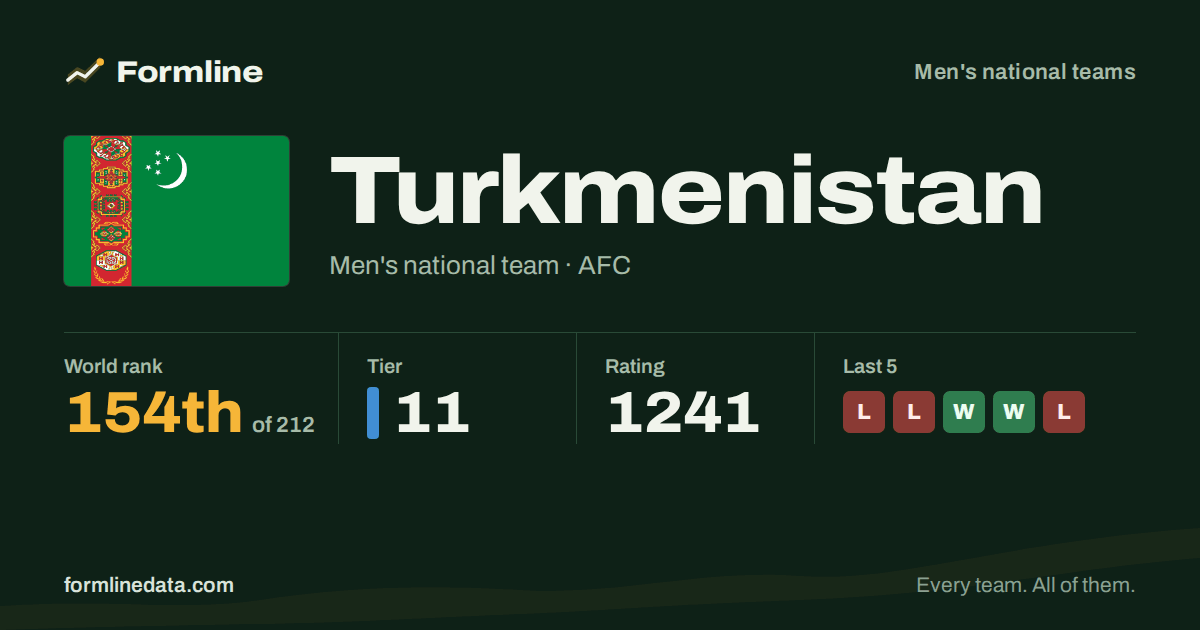 Formline
Men's national teams
Turkmenistan
Men's national team · AFC
World rank
154th of 212
Tier
11
Rating
1241
Last 5
L L W W L
formlinedata.com
Every team. All of them.